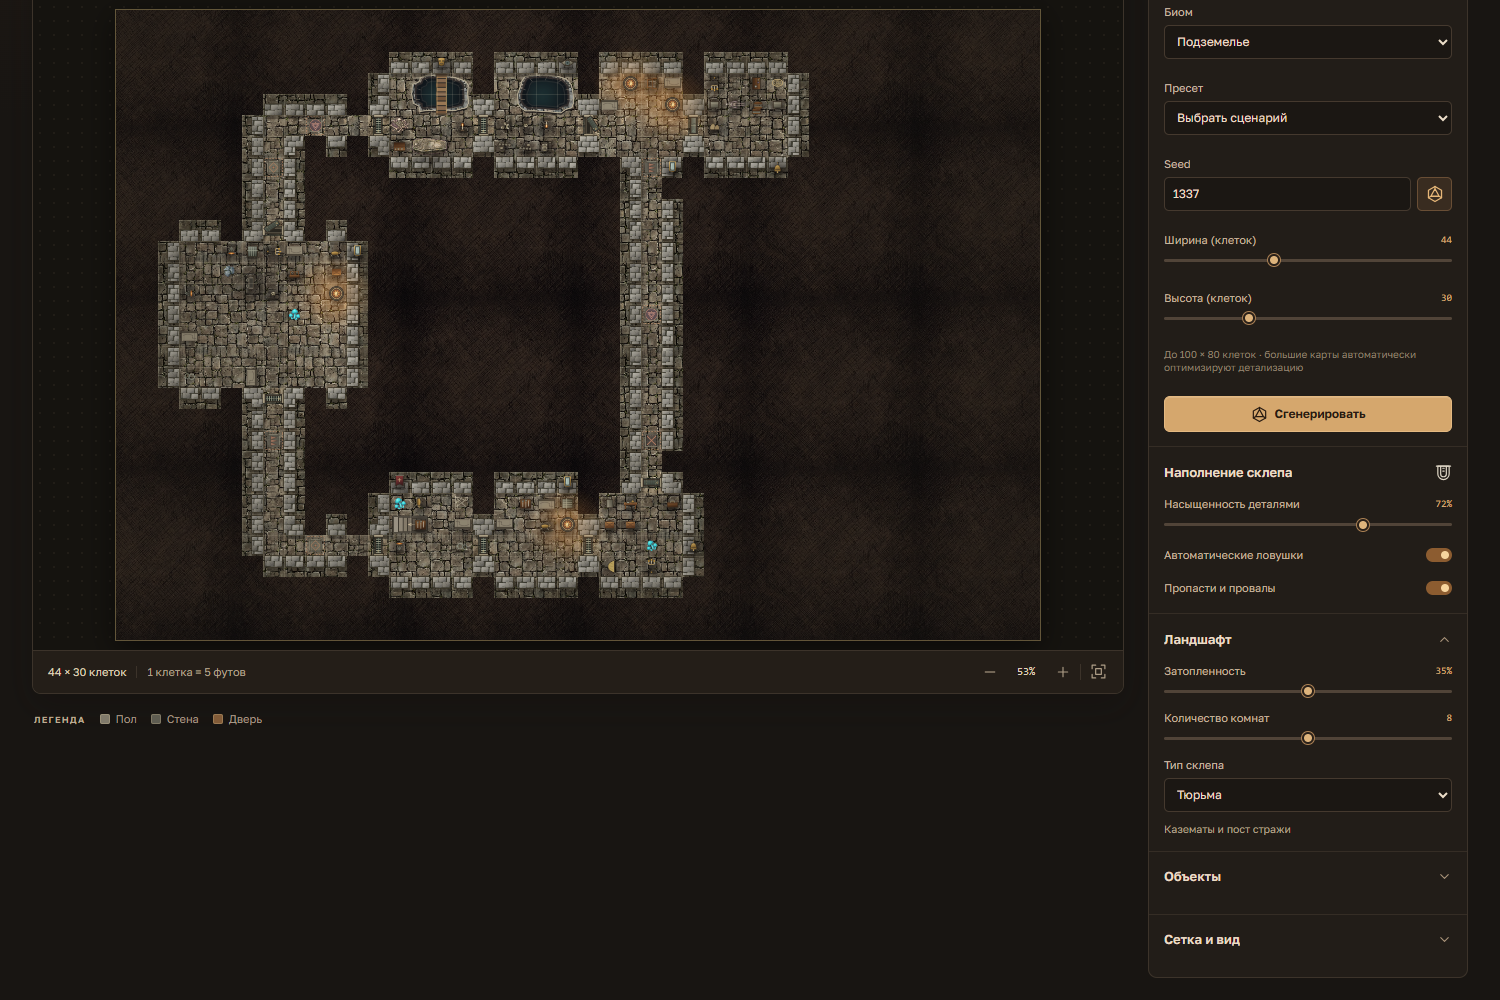 Биом
Подземелье
Пресет
Выбрать сценарий
Seed
1337
Ширина (клеток) 44
Высота (клеток) 30
До 100 × 80 клеток · большие карты автоматически
оптимизируют детализацию
Сгенерировать
Наполнение склепа
Насыщенность деталями 72%
Автоматические ловушки
Пропасти и провалы
Ландшафт
Затопленность 35%
Количество комнат 8
Тип склепа
Тюрьма
Казематы и пост стражи
Объекты
Сетка и вид
44 × 30 клеток 1 клетка = 5 футов 53%
ЛЕГЕНДА Пол Стена Дверь